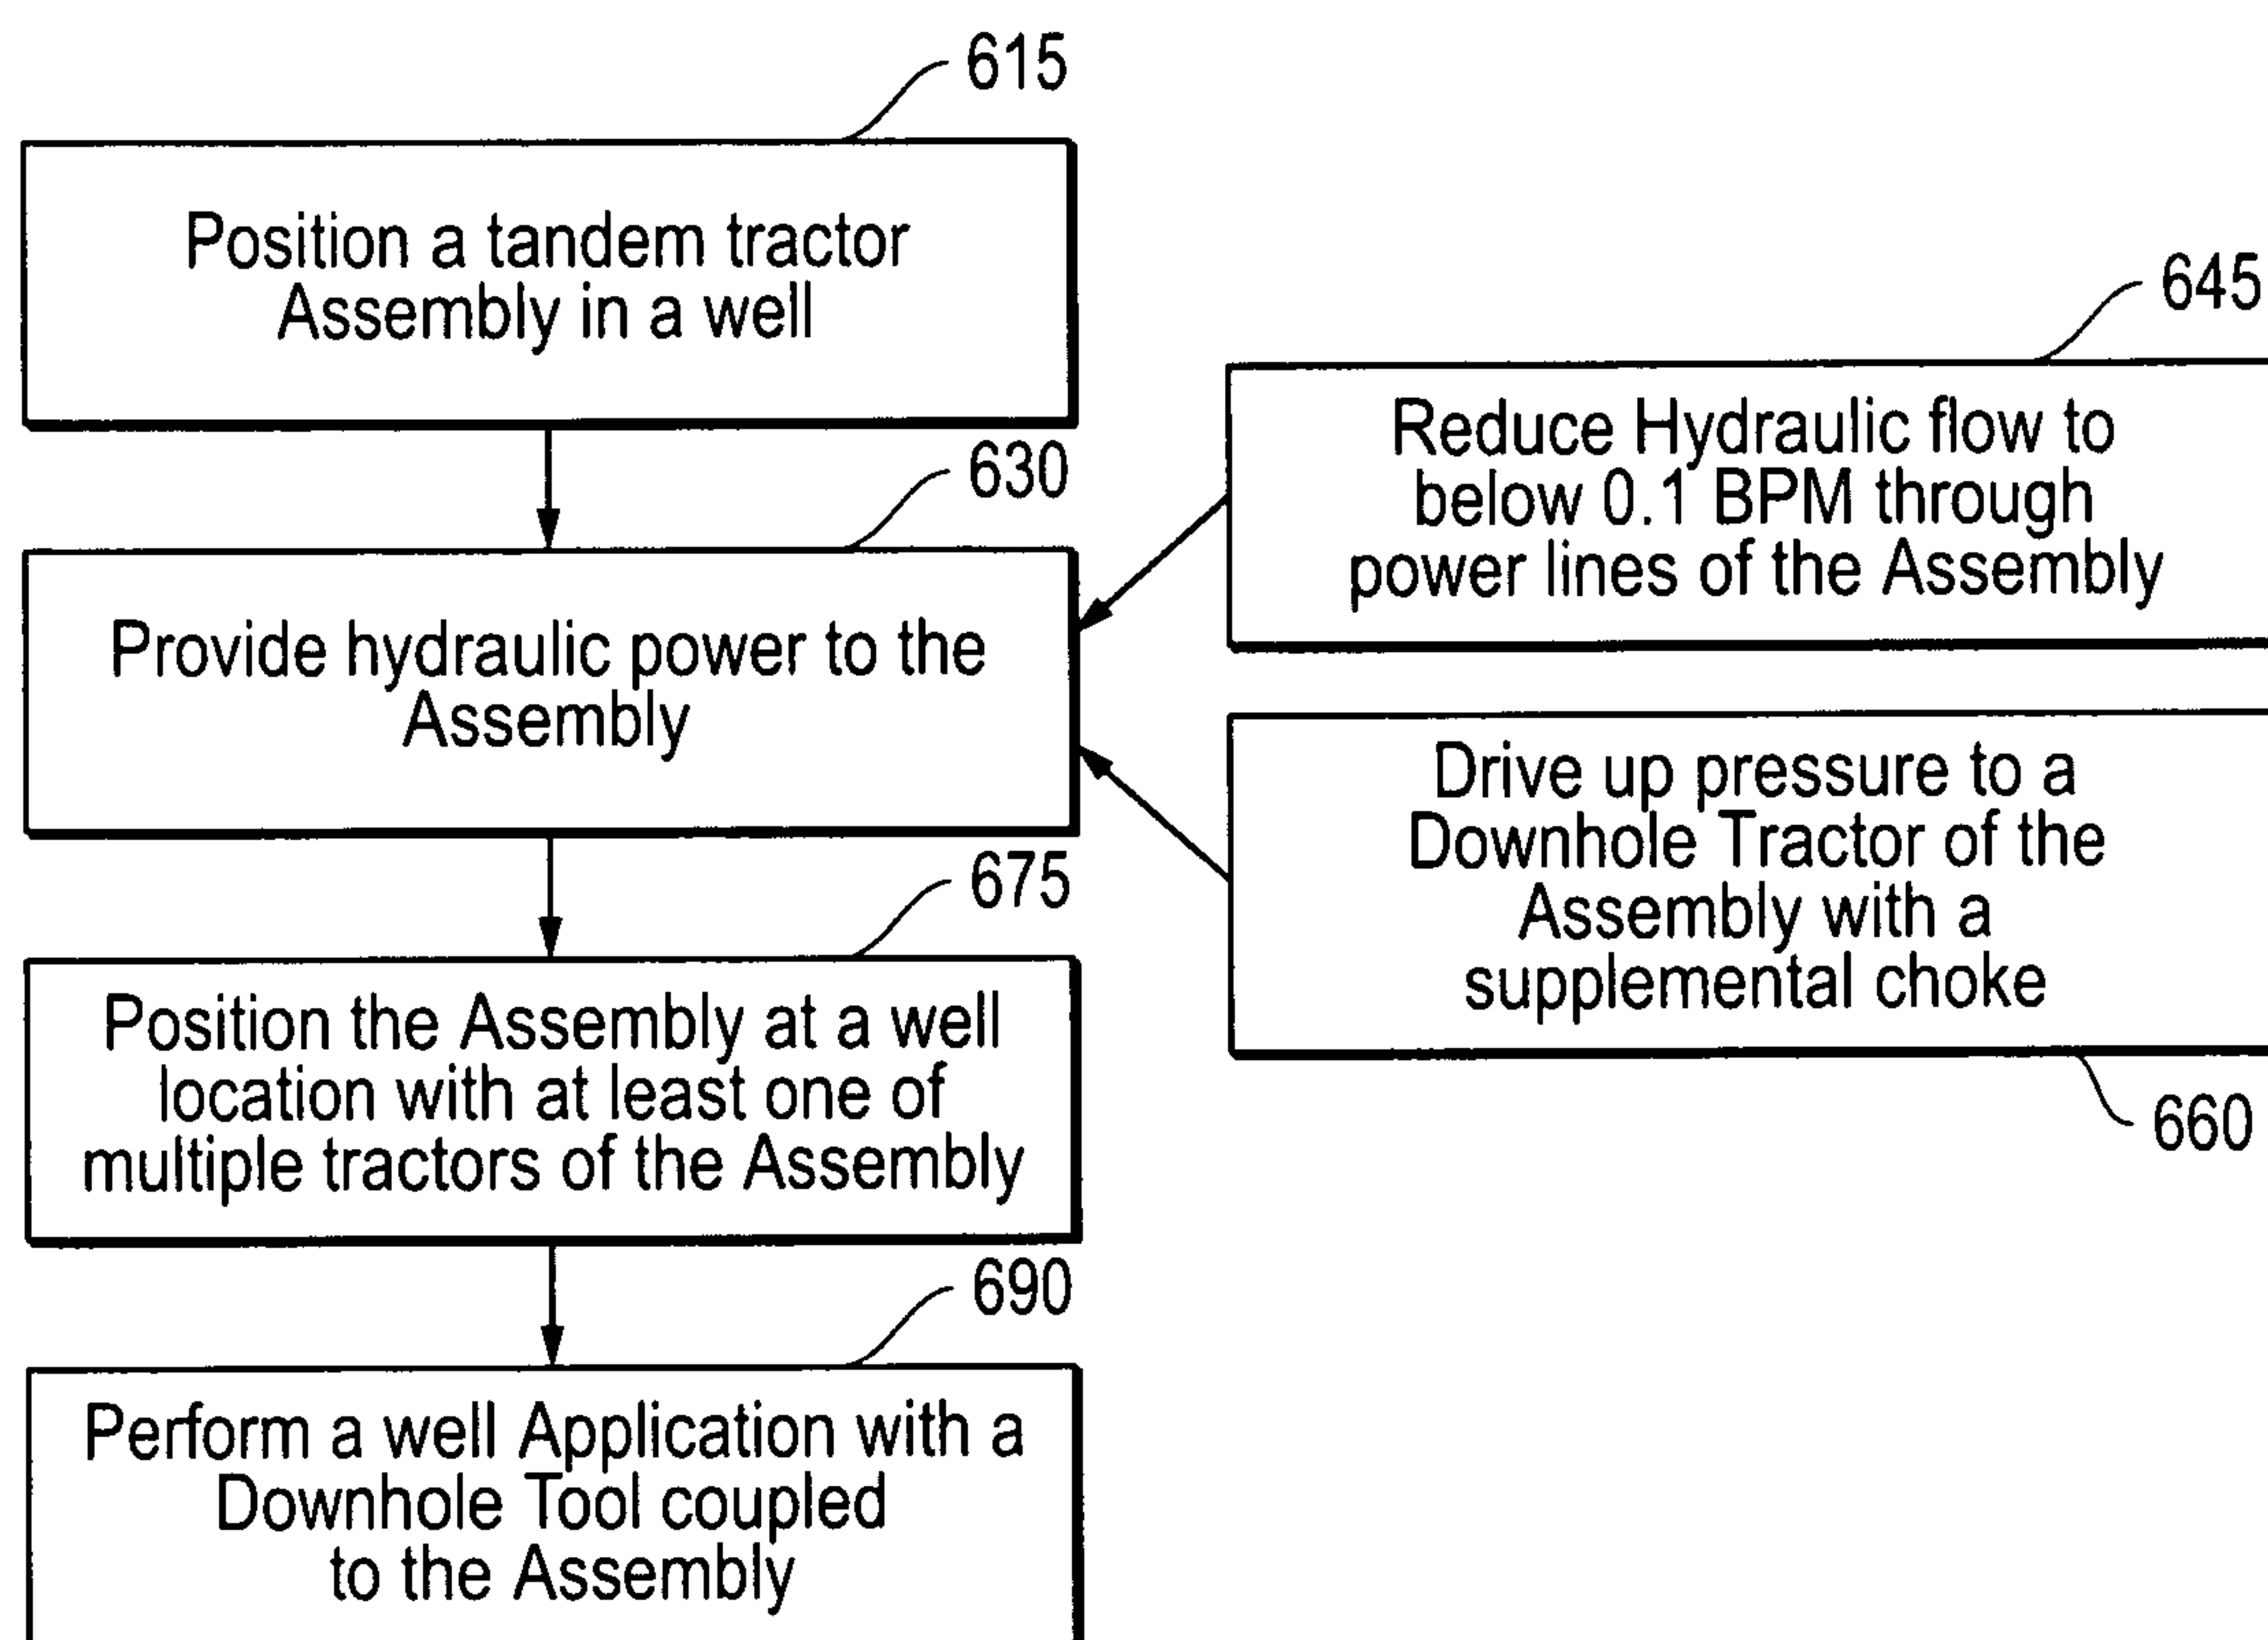 615
Position a tandem tractor
Assembly in a well
630
Provide hydraulic power to the
Assembly
645
Reduce Hydraulic flow to
below 0.1 BPM through
power lines of the Assembly
Drive up pressure to a
Downhole Tractor of the
Assembly with a
supplemental choke
660
675
Position the Assembly at a well
location with at least one of
multiple tractors of the Assembly
690
Perform a well Application with a
Downhole Tool coupled
to the Assembly